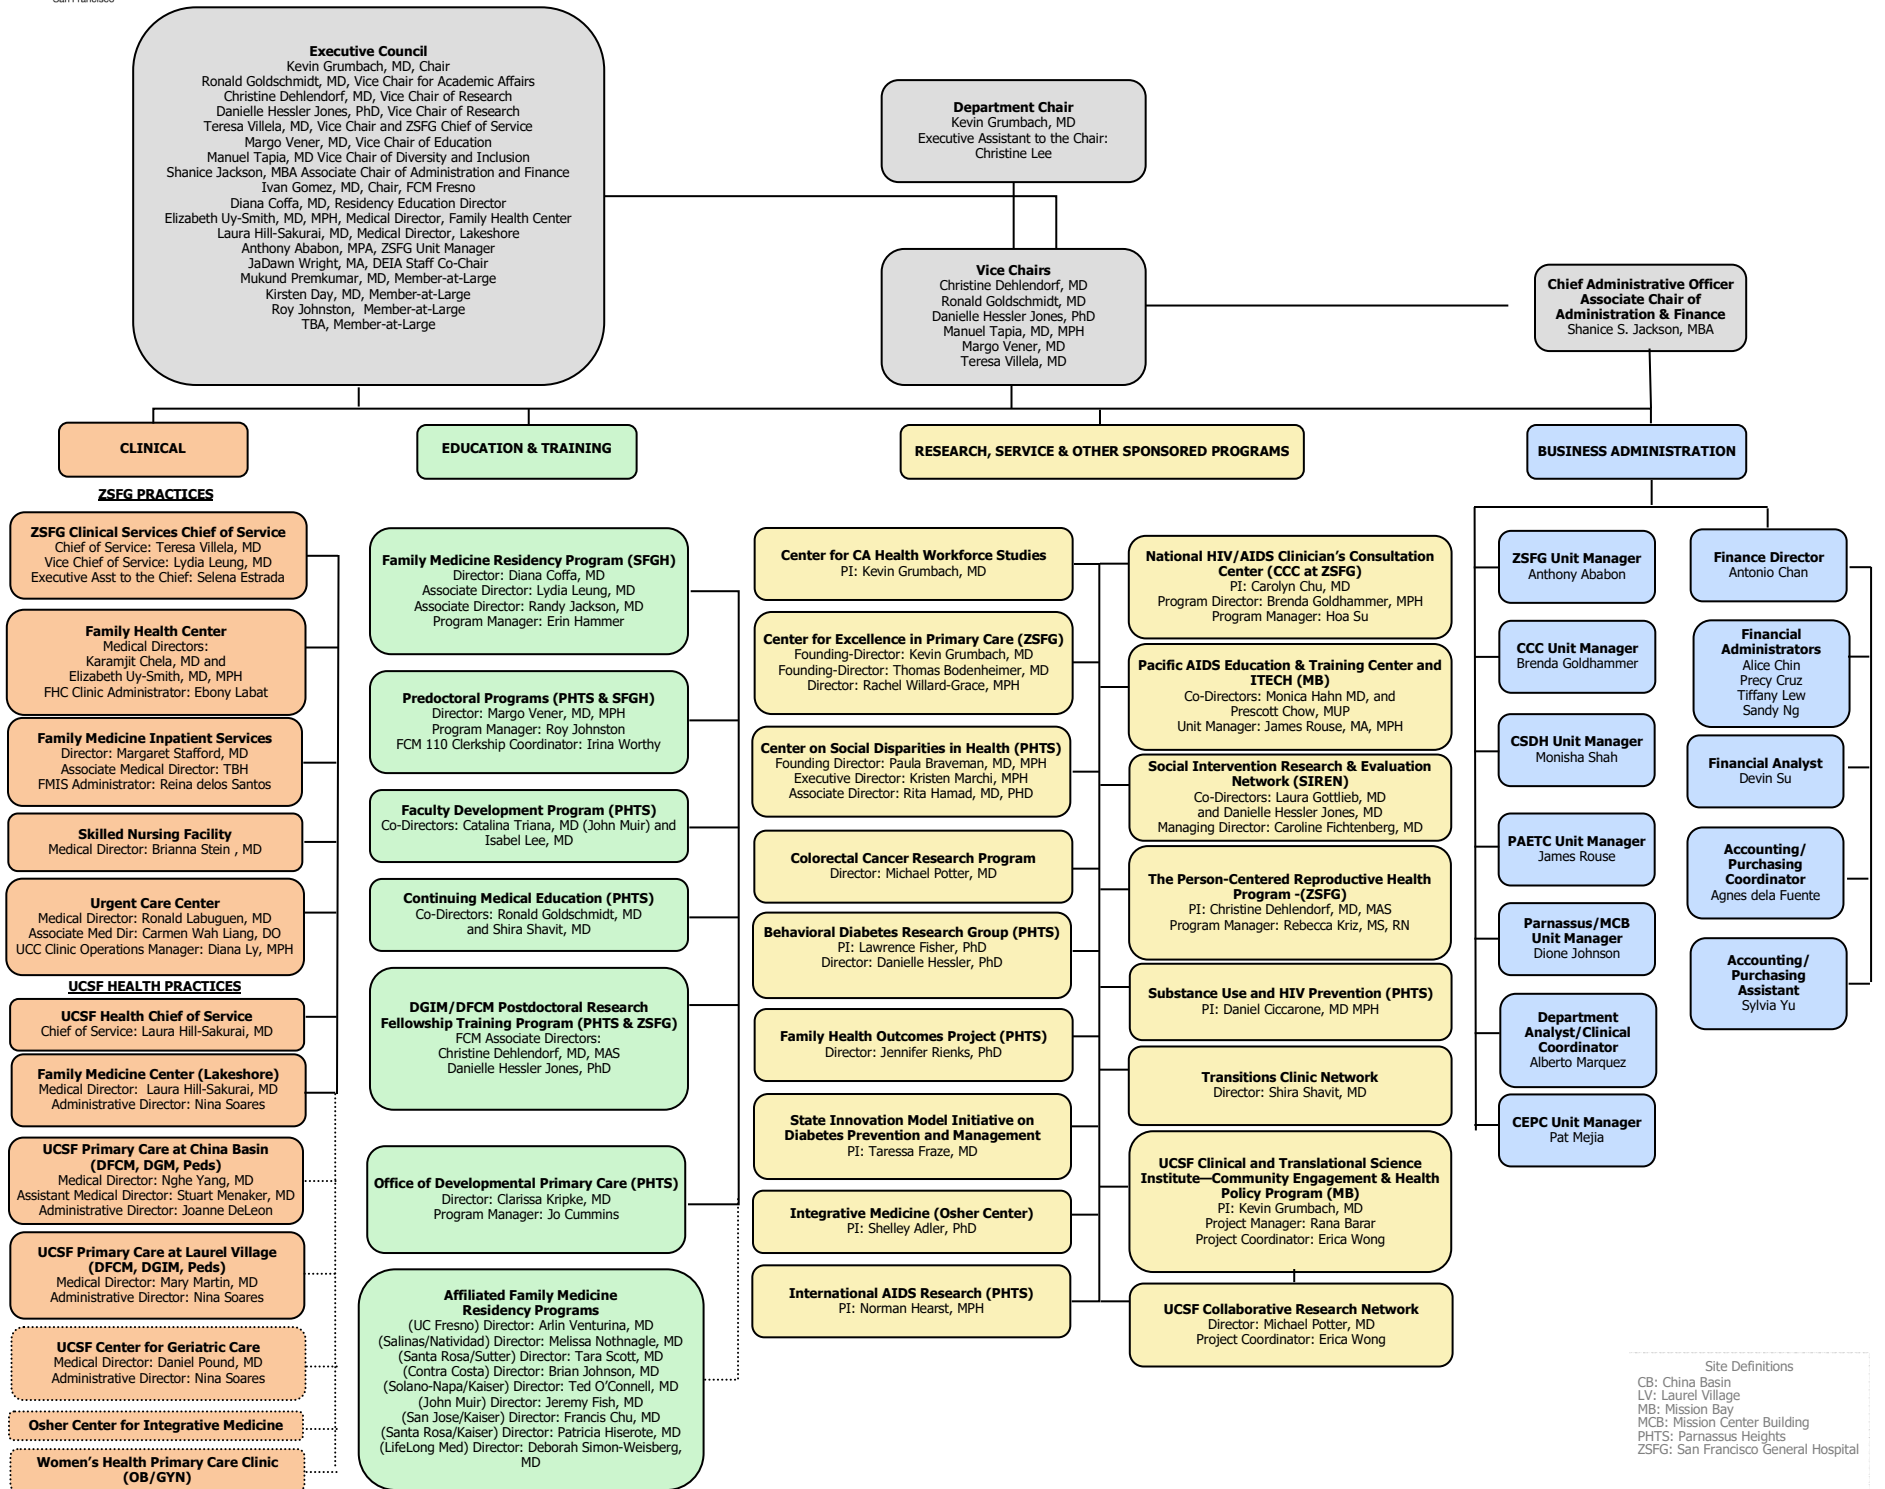 San Francisco
Executive Council
Kevin Grumbach, MD, Chair
Ronald Goldschmidt, MD, Vice Chair for Academic Affairs
Christine Dehlendorf, MD, Vice Chair of Research
Danielle Hessler Jones, PhD, Vice Chair of Research
Teresa Villela, MD, Vice Chair and ZSFG Chief of Service
Margo Vener, MD, Vice Chair of Education
Manuel Tapia, MD Vice Chair of Diversity and Inclusion
Shanice Jackson, MBA Associate Chair of Administration and Finance
Ivan Gomez, MD, Chair, FCM Fresno
Diana Coffa, MD, Residency Education Director
Elizabeth Uy-Smith, MD, MPH, Medical Director, Family Health Center
Laura Hill-Sakurai, MD, Medical Director, Lakeshore
Anthony Ababon, MPA, ZSFG Unit Manager
JaDawn Wright, MA, DEIA Staff Co-Chair
Mukund Premkumar, MD, Member-at-Large
Kirsten Day, MD, Member-at-Large
Roy Johnston, Member-at-Large
TBA, Member-at-Large
Department Chair
Kevin Grumbach, MD
Executive Assistant to the Chair:
Christine Lee
Vice Chairs
Christine Dehlendorf, MD
Ronald Goldschmidt, MD
Danielle Hessler Jones, PhD
Manuel Tapia, MD, MPH
Margo Vener, MD
Teresa Villela, MD
Chief Administrative Officer
Associate Chair of
Administration & Finance
Shanice S. Jackson, MBA
CLINICAL
ZSFG PRACTICES
ZSFG Clinical Services Chief of Service
Chief of Service: Teresa Villela, MD
Vice Chief of Service: Lydia Leung, MD
Executive Asst to the Chief: Selena Estrada
Family Health Center
Medical Directors:
Karamjit Chela, MD and
Elizabeth Uy-Smith, MD, MPH
FHC Clinic Administrator: Ebony Labat
Family Medicine Inpatient Services
Director: Margaret Stafford, MD
Associate Medical Director: TBH
FMIS Administrator: Reina delos Santos
Skilled Nursing Facility
Medical Director: Brianna Stein , MD
Urgent Care Center
Medical Director: Ronald Labuguen, MD
Associate Med Dir: Carmen Wah Liang, DO
UCC Clinic Operations Manager: Diana Ly, MPH
UCSF HEALTH PRACTICES
UCSF Health Chief of Service
Chief of Service: Laura Hill-Sakurai, MD
Family Medicine Center (Lakeshore)
Medical Director: Laura Hill-Sakurai, MD
Administrative Director: Nina Soares
UCSF Primary Care at China Basin
(DFCM, DGM, Peds)
Medical Director: Nghe Yang, MD
Assistant Medical Director: Stuart Menaker, MD
Administrative Director: Joanne DeLeon
UCSF Primary Care at Laurel Village
(DFCM, DGIM, Peds)
Medical Director: Mary Martin, MD
Administrative Director: Nina Soares
UCSF Center for Geriatric Care
Medical Director: Daniel Pound, MD
Administrative Director: Nina Soares
Osher Center for Integrative Medicine
Women's Health Primary Care Clinic
(OB/GYN)
EDUCATION & TRAINING
Family Medicine Residency Program (SFGH)
Director: Diana Coffa, MD
Associate Director: Lydia Leung, MD
Associate Director: Randy Jackson, MD
Program Manager: Erin Hammer
Predoctoral Programs (PHTS & SFGH)
Director: Margo Vener, MD, MPH
Program Manager: Roy Johnston
FCM 110 Clerkship Coordinator: Irina Worthy
Faculty Development Program (PHTS)
Co-Directors: Catalina Triana, MD (John Muir) and
Isabel Lee, MD
Continuing Medical Education (PHTS)
Co-Directors: Ronald Goldschmidt, MD
and Shira Shavit, MD
DGIM/DFCM Postdoctoral Research
Fellowship Training Program (PHTS & ZSFG)
FCM Associate Directors:
Christine Dehlendorf, MD, MAS
Danielle Hessler Jones, PhD
Office of Developmental Primary Care (PHTS)
Director: Clarissa Kripke, MD
Program Manager: Jo Cummins
Affiliated Family Medicine
Residency Programs
(UC Fresno) Director: Arlin Venturina, MD
(Salinas/Natividad) Director: Melissa Nothnagle, MD
(Santa Rosa/Sutter) Director: Tara Scott, MD
(Contra Costa) Director: Brian Johnson, MD
(Solano-Napa/Kaiser) Director: Ted O'Connell, MD
(John Muir) Director: Jeremy Fish, MD
(San Jose/Kaiser) Director: Francis Chu, MD
(Santa Rosa/Kaiser) Director: Patricia Hiserote, MD
(LifeLong Med) Director: Deborah Simon-Weisberg,
MD
RESEARCH, SERVICE & OTHER SPONSORED PROGRAMS
Center for CA Health Workforce Studies
PI: Kevin Grumbach, MD
Center for Excellence in Primary Care (ZSFG)
Founding-Director: Kevin Grumbach, MD
Founding-Director: Thomas Bodenheimer, MD
Director: Rachel Willard-Grace, MPH
Center on Social Disparities in Health (PHTS)
Founding Director: Paula Braveman, MD, MPH
Executive Director: Kristen Marchi, MPH
Associate Director: Rita Hamad, MD, PHD
Colorectal Cancer Research Program
Director: Michael Potter, MD
Behavioral Diabetes Research Group (PHTS)
PI: Lawrence Fisher, PhD
Director: Danielle Hessler, PhD
Family Health Outcomes Project (PHTS)
Director: Jennifer Rienks, PhD
State Innovation Model Initiative on
Diabetes Prevention and Management
PI: Taressa Fraze, MD
Integrative Medicine (Osher Center)
PI: Shelley Adler, PhD
International AIDS Research (PHTS)
PI: Norman Hearst, MPH
National HIV/AIDS Clinician's Consultation
Center (CCC at ZSFG)
PI: Carolyn Chu, MD
Program Director: Brenda Goldhammer, MPH
Program Manager: Hoa Su
Pacific AIDS Education & Training Center and
ITECH (MB)
Co-Directors: Monica Hahn MD, and
Prescott Chow, MUP
Unit Manager: James Rouse, MA, MPH
Social Intervention Research & Evaluation
Network (SIREN)
Co-Directors: Laura Gottlieb, MD
and Danielle Hessler Jones, MD
Managing Director: Caroline Fichtenberg, MD
The Person-Centered Reproductive Health
Program -(ZSFG)
PI: Christine Dehlendorf, MD, MAS
Program Manager: Rebecca Kriz, MS, RN
Substance Use and HIV Prevention (PHTS)
PI: Daniel Ciccarone, MD MPH
Transitions Clinic Network
Director: Shira Shavit, MD
UCSF Clinical and Translational Science
Institute—Community Engagement & Health
Policy Program (MB)
PI: Kevin Grumbach, MD
Project Manager: Rana Barar
Project Coordinator: Erica Wong
UCSF Collaborative Research Network
Director: Michael Potter, MD
Project Coordinator: Erica Wong
BUSINESS ADMINISTRATION
ZSFG Unit Manager
Anthony Ababon
CCC Unit Manager
Brenda Goldhammer
CSDH Unit Manager
Monisha Shah
PAETC Unit Manager
James Rouse
Parnassus/MCB
Unit Manager
Dione Johnson
Department
Analyst/Clinical
Coordinator
Alberto Marquez
CEPC Unit Manager
Pat Mejia
Finance Director
Antonio Chan
Financial
Administrators
Alice Chin
Precy Cruz
Tiffany Lew
Sandy Ng
Financial Analyst
Devin Su
Accounting/
Purchasing
Coordinator
Agnes dela Fuente
Accounting/
Purchasing
Assistant
Sylvia Yu
Site Definitions
CB: China Basin
LV: Laurel Village
MB: Mission Bay
MCB: Mission Center Building
PHTS: Parnassus Heights
ZSFG: San Francisco General Hospital